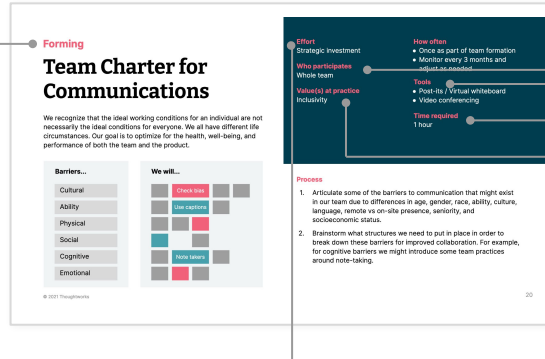 Forming
Team Charter for
Communications
We recognize that the ideal working conditions for an individual are not
necessarily the ideal conditions for everyone. We all have different life
circumstances. Our goal is to optimize for the health, well-being, and
performance of both the team and the product.
Barriers...
Cultural
Ability
Physical
Social
Cognitive
Emotional
We will...
Check bias
Use captions
Note takers
© 2021 Thoughtworks
Effort
Strategic investment
Who participates
Whole team
Value(s) at practice
Inclusivity
How often
• Once as part of team formation
• Monitor every 3 months and
adjust as needed
Tools
• Post-its / Virtual whiteboard
• Video conferencing
Time required
1 hour
Process
1. Articulate some of the barriers to communication that might exist
in our team due to differences in age, gender, race, ability, culture,
language, remote vs on-site presence, seniority, and
socioeconomic status.
2. Brainstorm what structures we need to put in place in order to
break down these barriers for improved collaboration. For example,
for cognitive barriers we might introduce some team practices
around note-taking.
20